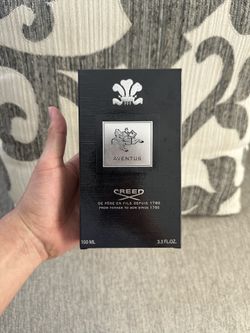 AVENTUS
CREED
DE PÈRE EN FILS DEPUIS 1760
FROM FATHER TO SON SINCE 1760
100 ML 3.3 FL.OZ.